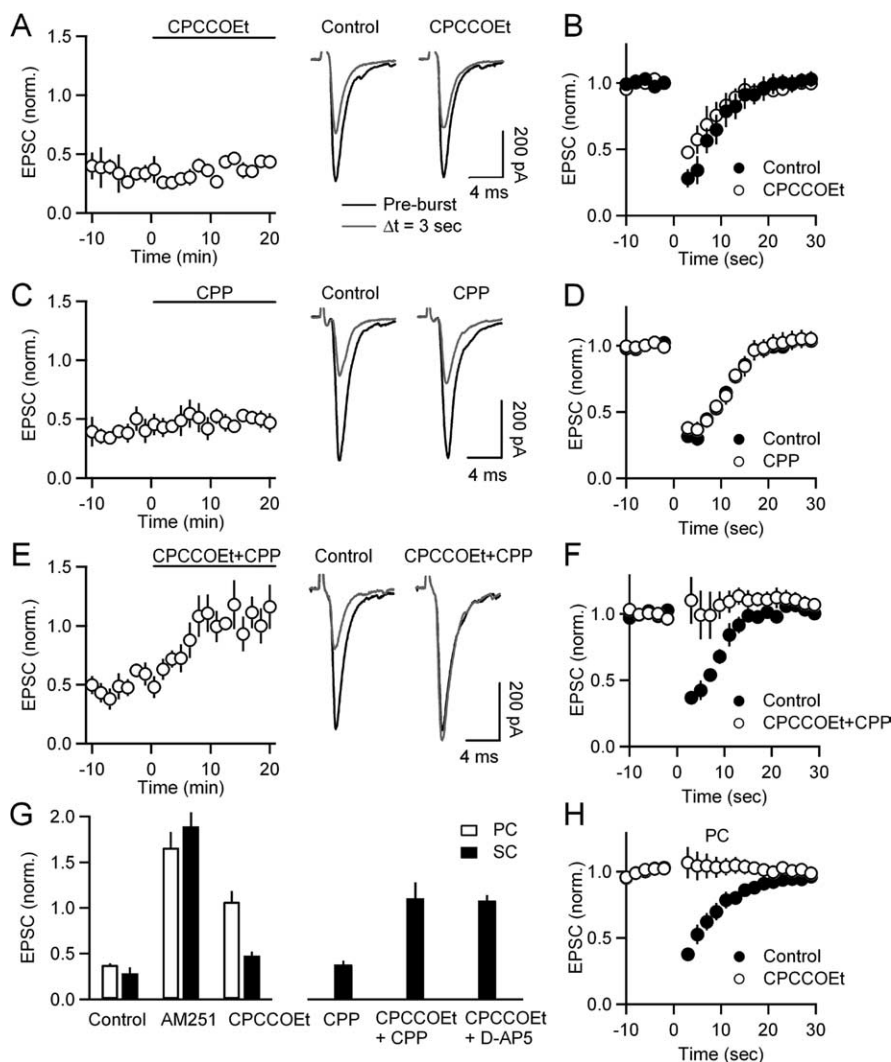 A
CPCCOEt
EPSC (norm.)
1.5
1.0
0.5
0.0
-10 0 10 20
Time (min)
Control CPCCOEt
200 pA
4 ms
Pre-burst
Δt = 3 sec
B
EPSC (norm.)
1.0
0.5
0.0
Control
CPCCOEt
-10 0 10 20 30
Time (sec)
C
CPP
EPSC (norm.)
1.5
1.0
0.5
0.0
-10 0 10 20
Time (min)
Control CPP
200 pA
4 ms
D
EPSC (norm.)
1.0
0.5
0.0
Control
CPP
-10 0 10 20 30
Time (sec)
E
CPCCOEt+CPP
EPSC (norm.)
1.5
1.0
0.5
0.0
-10 0 10 20
Time (min)
Control CPCCOEt+CPP
200 pA
4 ms
F
EPSC (norm.)
1.0
0.5
0.0
Control
CPCCOEt+CPP
-10 0 10 20 30
Time (sec)
G
EPSC (norm.)
2.0
1.5
1.0
0.5
0.0
PC
SC
Control AM251 CPCCOEt
CPP CPCCOEt CPCCOEt
+ CPP + D-AP5
H
PC
EPSC (norm.)
1.0
0.5
0.0
Control
CPCCOEt
-10 0 10 20 30
Time (sec)